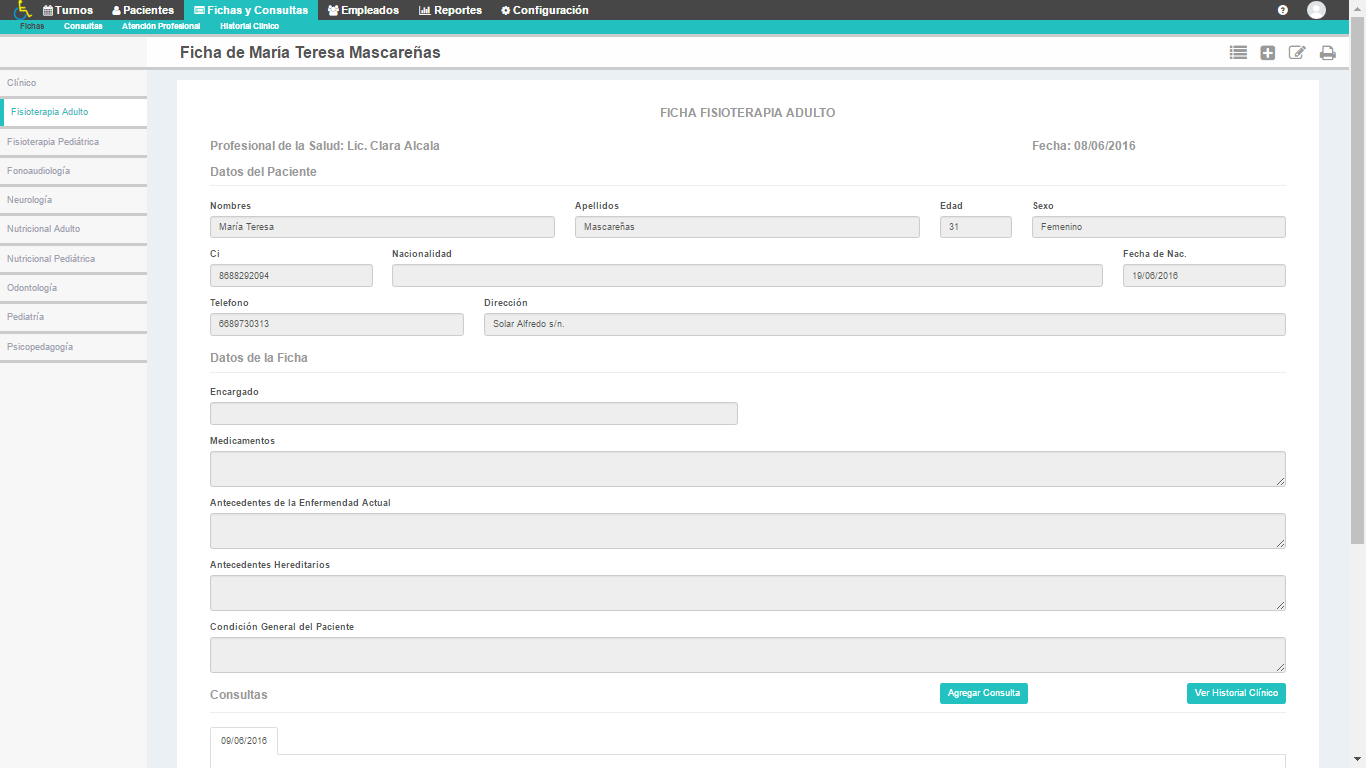 Turnos Pacientes Fichas y Consultas Empleados Reportes Configuración
Fichas Consultas Atención Profesional Historial Clínico
Ficha de María Teresa Mascareñas
Clínico
Fisioterapia Adulto
Fisioterapia Pediátrica
Fonoaudiología
Neurología
Nutricional Adulto
Nutricional Pediátrica
Odontología
Pediatría
Psicopedagogía
FICHA FISIOTERAPIA ADULTO
Profesional de la Salud: Lic. Clara Alcala Fecha: 08/06/2016
Datos del Paciente
Nombres Apellidos Edad Sexo
María Teresa Mascareñas 31 Femenino
Ci Nacionalidad Fecha de Nac.
8688292094 19/06/2016
Telefono Dirección
6689730313 Solar Alfredo s/n.
Datos de la Ficha
Encargado
Medicamentos
Antecedentes de la Enfermendad Actual
Antecedentes Hereditarios
Condición General del Paciente
Consultas Agregar Consulta Ver Historial Clínico
09/06/2016